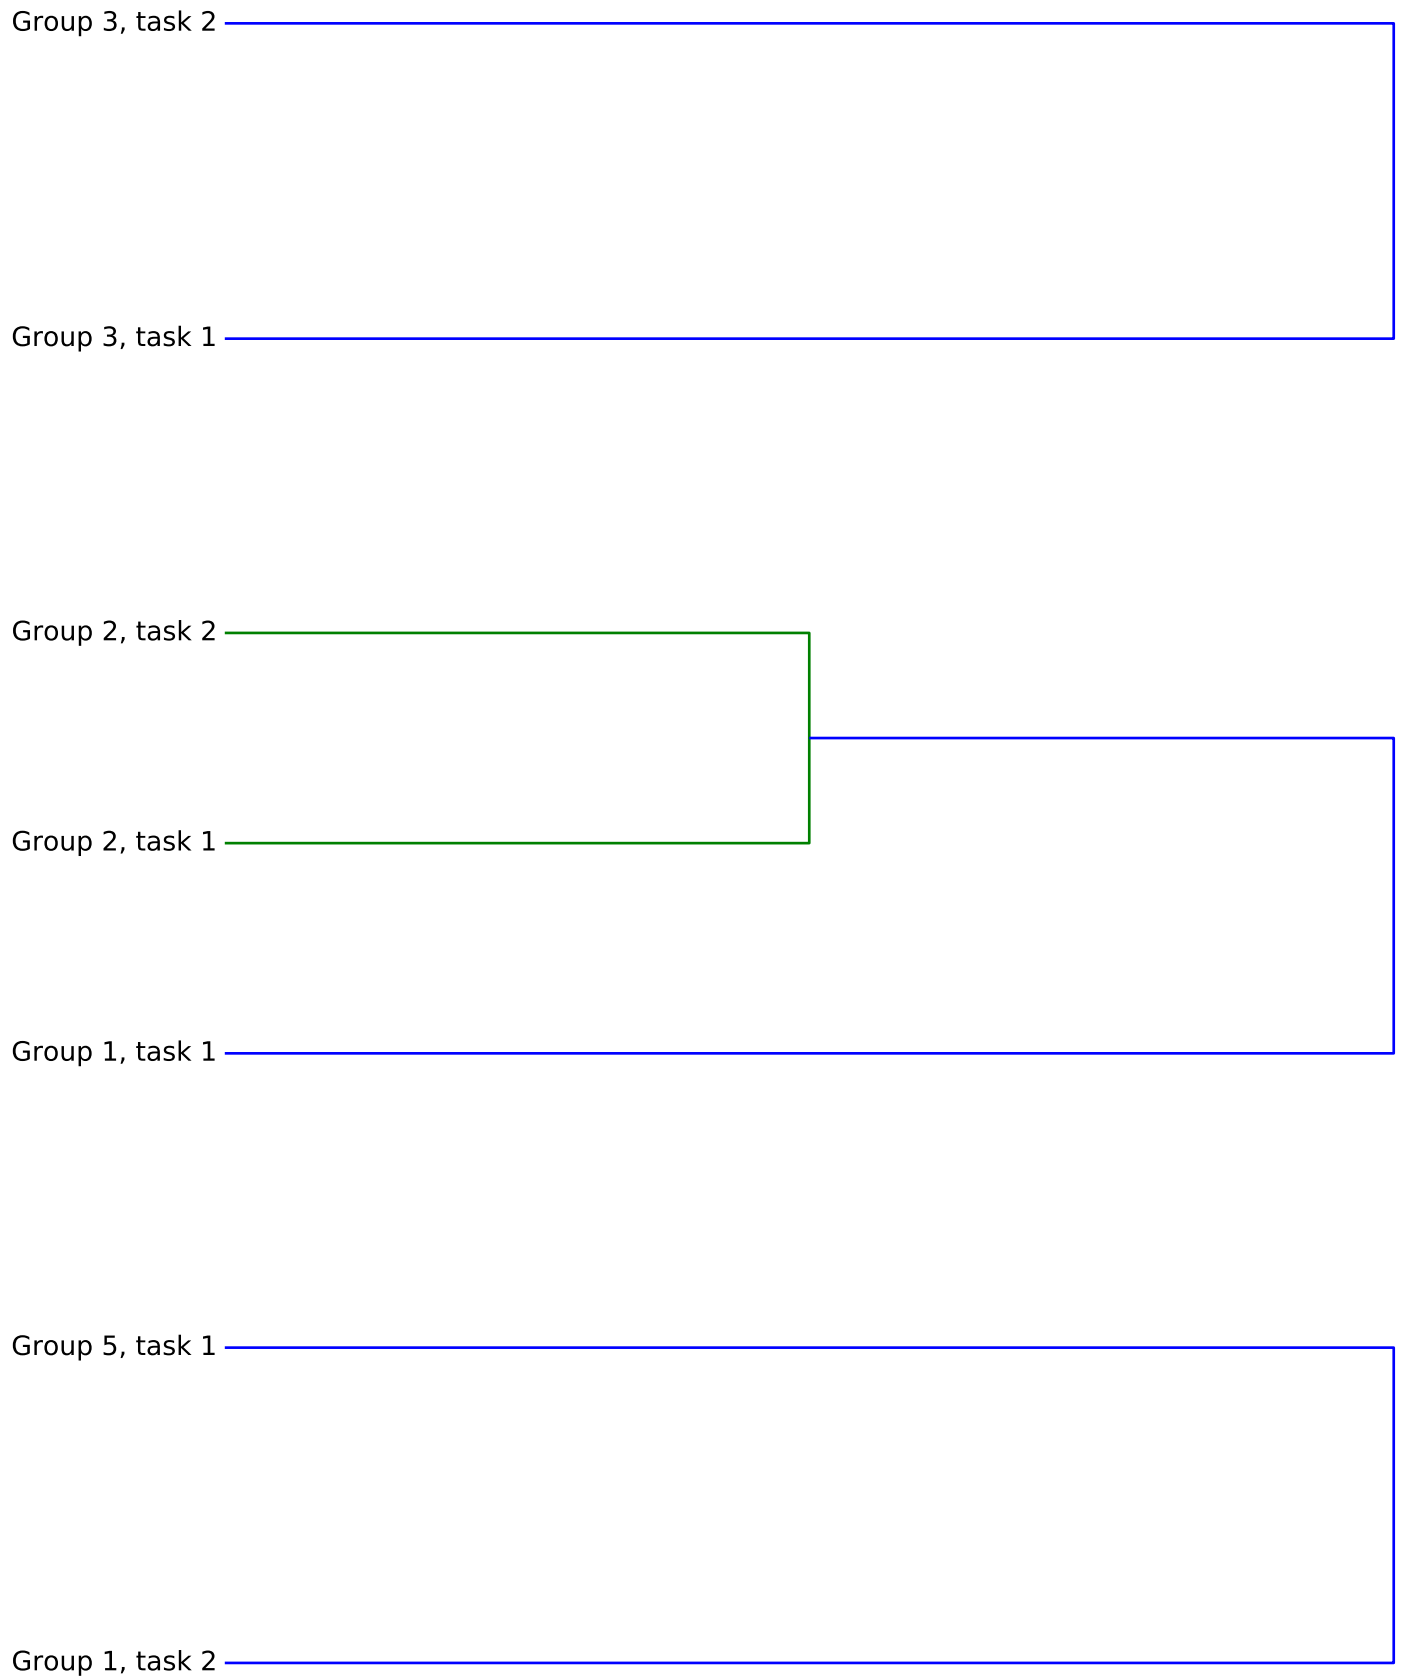 Group 3, task 2
Group 3, task 1
Group 2, task 2
Group 2, task 1
Group 1, task 1
Group 5, task 1
Group 1, task 2